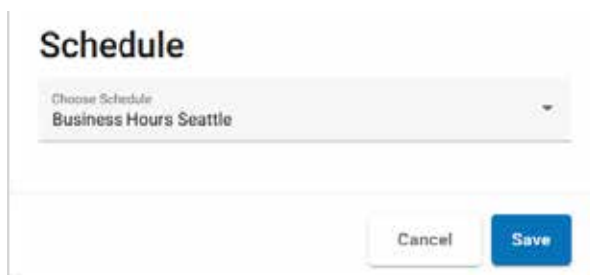 Schedule
Choose Schedule
Business Hours Seattle
Cancel
Save